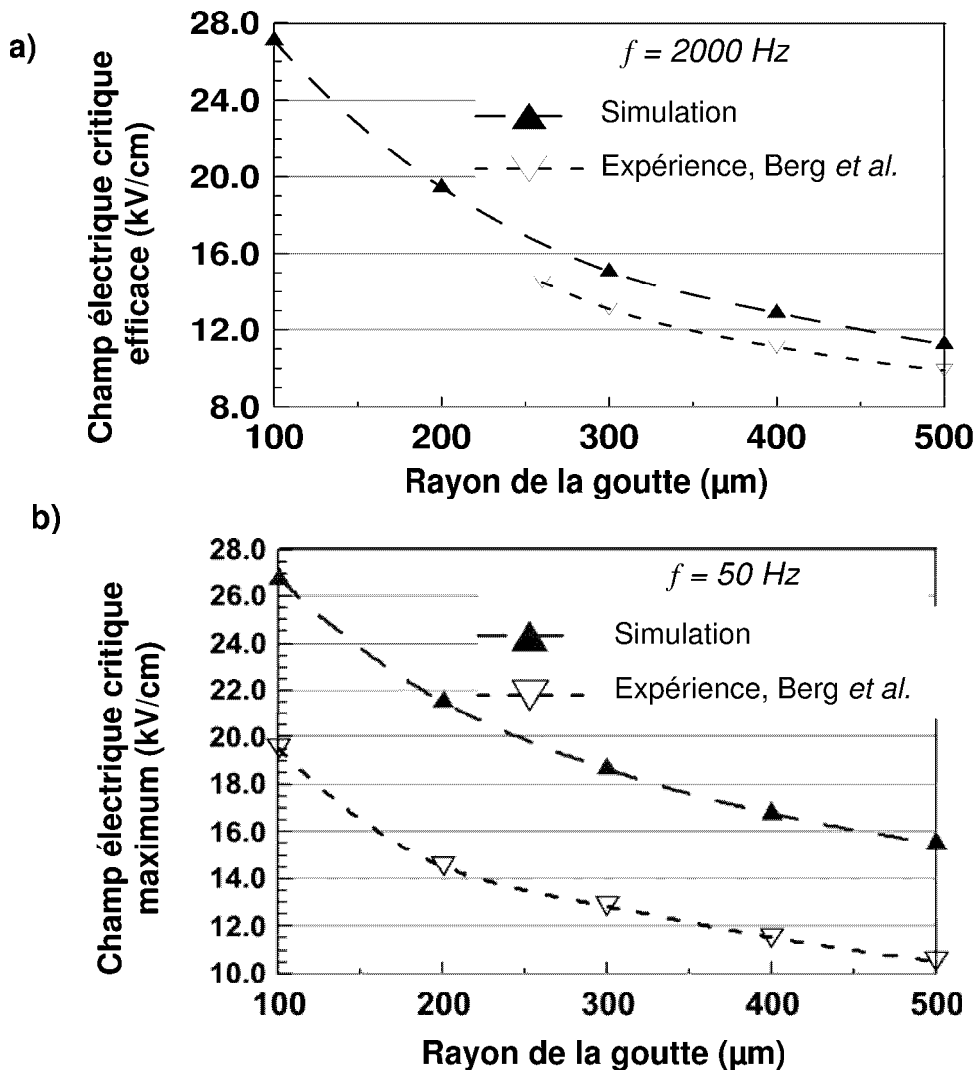 a)
Champ électrique critique
efficace (kV/cm)
28.0
24.0
20.0
16.0
12.0
8.0
f = 2000 Hz
Simulation
Expérience, Berg et al.
100
200
300
400
500
Rayon de la goutte (µm)
b)
Champ électrique critique
maximum (kV/cm)
28.0
26.0
24.0
22.0
20.0
18.0
16.0
14.0
12.0
10.0
f = 50 Hz
Simulation
Expérience, Berg et al.
100
200
300
400
500
Rayon de la goutte (µm)